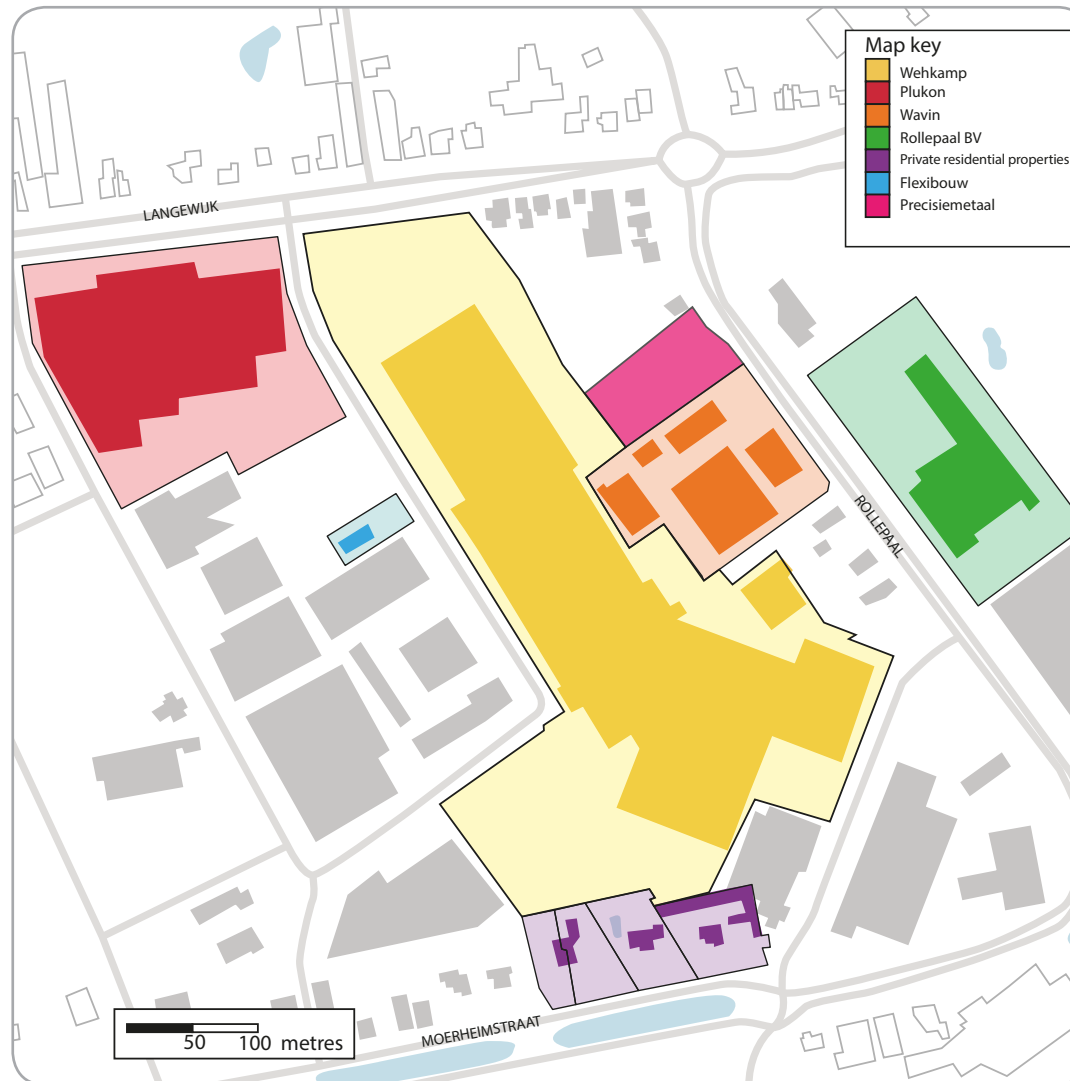 Map key
Wehkamp
Plukon
Wavin
Rollepaal BV
Private residential properties
Flexibouw
Precisiemetaal
LANGEWIJK
ROLLEPAAL
MOERHEIMSTRAAT
50 100 metres